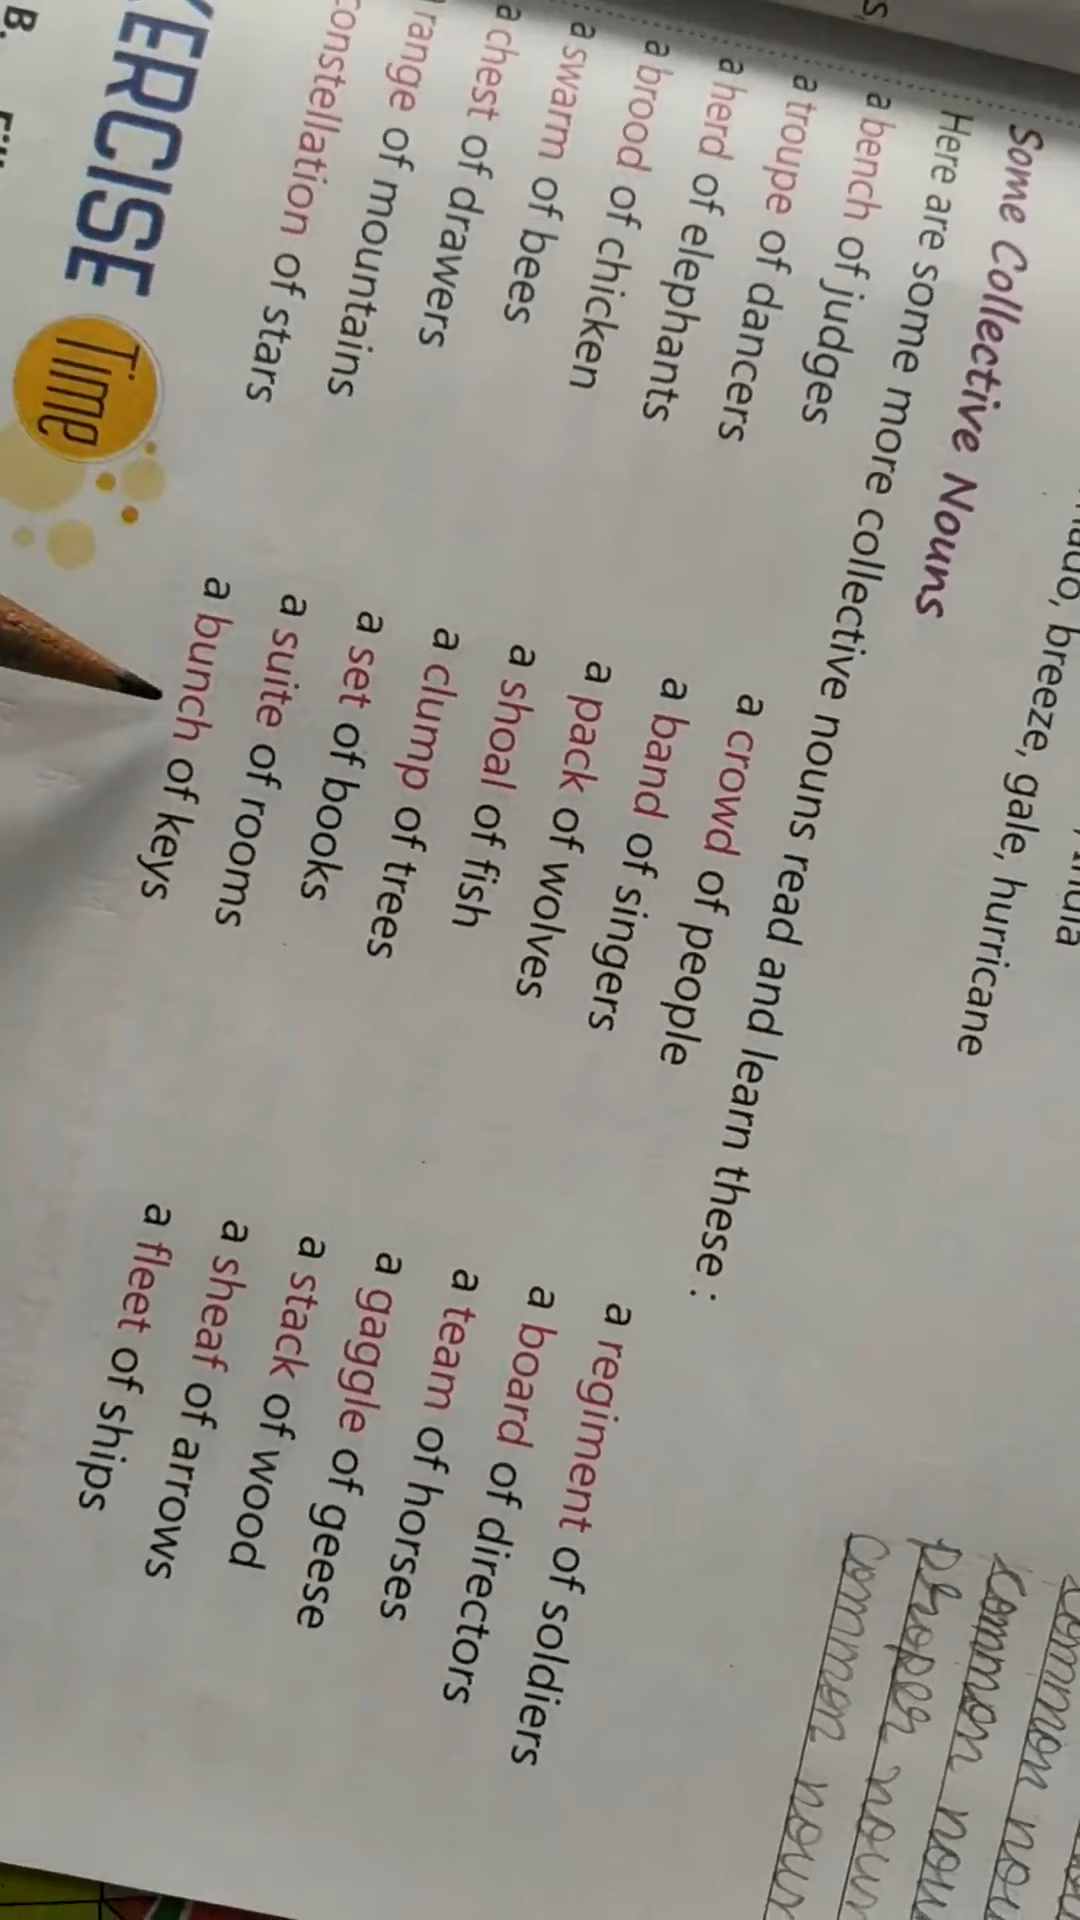 breeze, gale, hurricane
common noun
proper noun
common noun
Some Collective Nouns
Here are some more collective nouns read and learn these :
a bench of judges
a troupe of dancers
a herd of elephants
a brood of chicken
a swarm of bees
a chest of drawers
range of mountains
constellation of stars
a crowd of people
a band of singers
a pack of wolves
a shoal of fish
a clump of trees
a set of books
a suite of rooms
a bunch of keys
a regiment of soldiers
a board of directors
a team of horses
a gaggle of geese
a stack of wood
a sheaf of arrows
a fleet of ships
ERCISE Time
B.